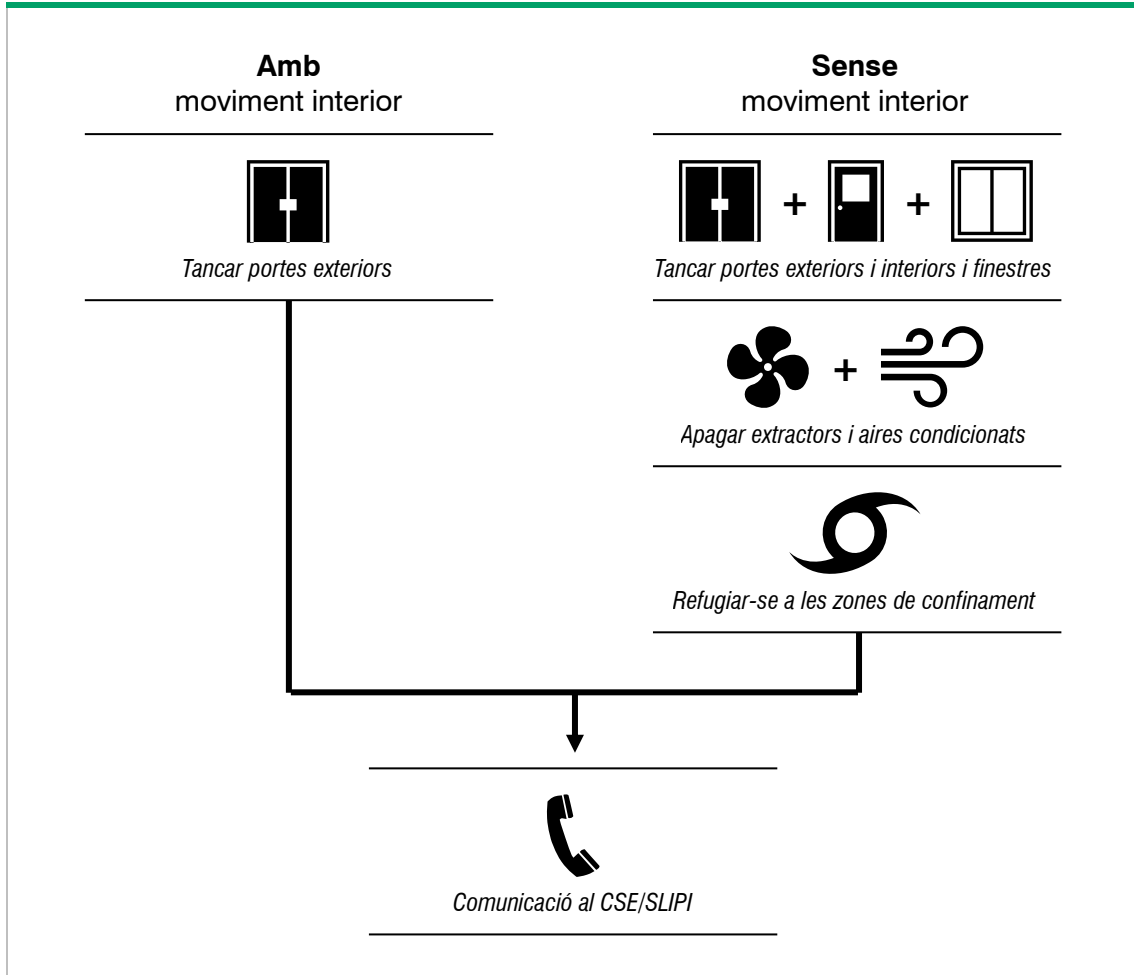 Amb
moviment interior
Tancar portes exteriors
Sense
moviment interior
+
+
Tancar portes exteriors i interiors i finestres
+
Apagar extractors i aires condicionats
Refugiar-se a les zones de confinament
Comunicació al CSE/SLIPI